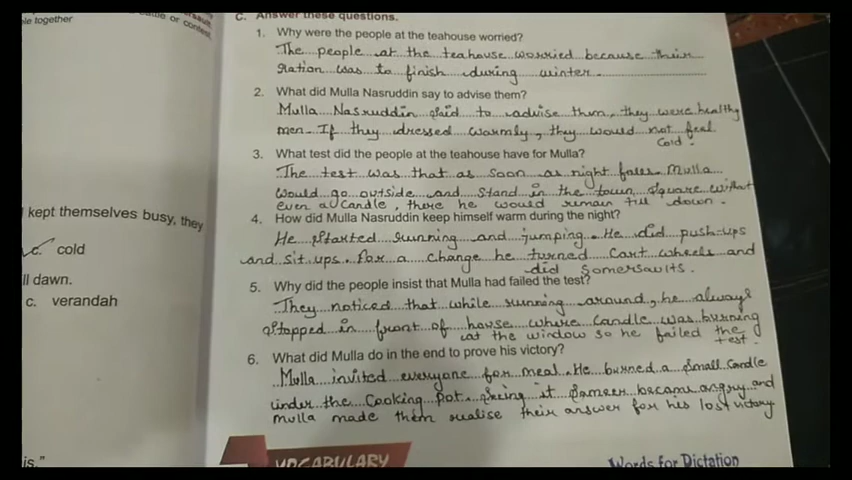 ersaum.
ble together
battle or contest
C. Answer these questions.
1. Why were the people at the teahouse worried?
The people at the teahouse worried because their
ration was to finish during winter.
2. What did Mulla Nasruddin say to advise them?
Mulla Nasruddin said to advise them, they were healthy
men. If they dressed warmly, they would not feel
cold.
3. What test did the people at the teahouse have for Mulla?
The test was that as soon as night falls. Mulla
would go outside and stand in the town square without
even a candle, there he would remain till down.
4. How did Mulla Nasruddin keep himself warm during the night?
He started running and jumping. He did push-ups
and sit ups. For a change he turned Cart wheels and
did somersaults.
5. Why did the people insist that Mulla had failed the test?
They noticed that while running around, he always
stopped in front of house where candle was burning
at the window so he failed the
test.
6. What did Mulla do in the end to prove his victory?
Mulla invited everyone for meal. He burned a small candle
under the cooking pot. Seeing it Sameer became angry and
mulla made them realise their answer for his lost victory.
kept themselves busy, they
c. cold
ll dawn.
c. verandah
is."
VOCABULARY
Words for Dictation